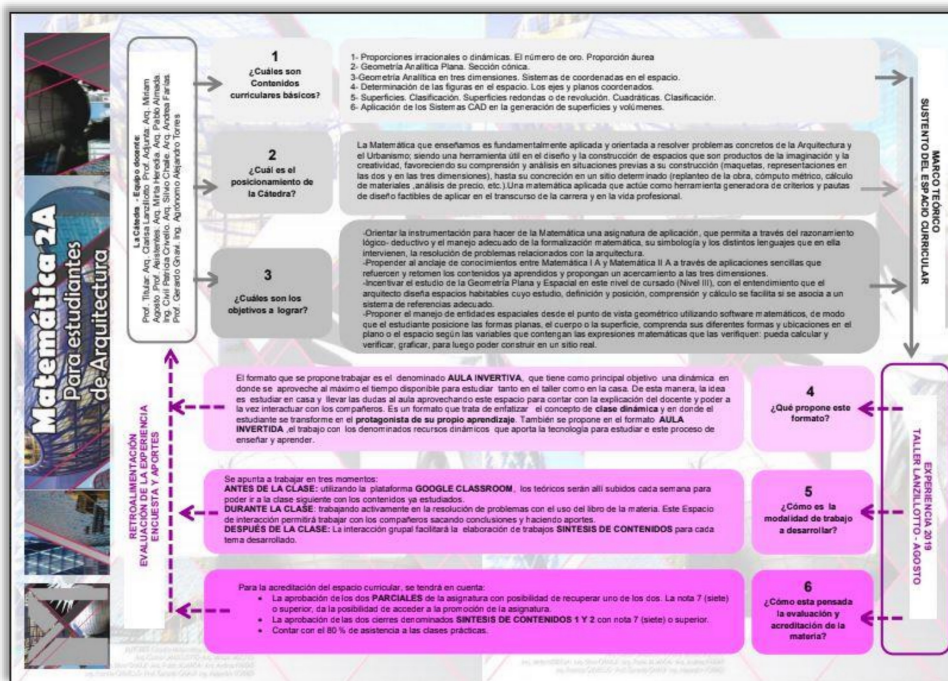 Matemática 2A
Para estudiantes
de Arquitectura
La Cátedra - Equipo docente:
Prof. Titular: Arq. Clarisa Lanzillotto Prof. Adjunta: Arq. Miriam
Agosto Prof. Asistentes: Arq. Mirta Heredia. Arq. Pablo Almada.
Ing. Civil Patricia Crivello. Arq. Silvio Chaile. Arq. Andrea Farías.
Prof. Gerardo Gnavi. Ing. Agrónomo Alejandro Torres
1
¿Cuáles son
Contenidos
curriculares básicos?
1- Proporciones irracionales o dinámicas. El número de oro. Proporción áurea
2- Geometría Analítica Plana. Sección cónica.
3-Geometría Analítica en tres dimensiones. Sistemas de coordenadas en el espacio.
4- Determinación de las figuras en el espacio. Los ejes y planos coordenados.
5- Superficies. Clasificación. Superficies redondas o de revolución. Cuadráticas. Clasificación.
6- Aplicación de los Sistemas CAD en la generación de superficies y volúmenes.
2
¿Cuál es el
posicionamiento de
la Cátedra?
La Matemática que enseñamos es fundamentalmente aplicada y orientada a resolver problemas concretos de la Arquitectura y
el Urbanismo; siendo una herramienta útil en el diseño y la construcción de espacios que son productos de la imaginación y la
creatividad, favoreciendo su comprensión y análisis en situaciones previas a su construcción (maquetas, representaciones en
las dos y en las tres dimensiones), hasta su concreción en un sitio determinado (replanteo de la obra, cómputo métrico, cálculo
de materiales ,análisis de precio, etc.).Una matemática aplicada que actúe como herramienta generadora de criterios y pautas
de diseño factibles de aplicar en el transcurso de la carrera y en la vida profesional.
3
¿Cuáles son los
objetivos a lograr?
-Orientar la instrumentación para hacer de la Matemática una asignatura de aplicación, que permita a través del razonamiento
lógico- deductivo y el manejo adecuado de la formalización matemática, su simbología y los distintos lenguajes que en ella
intervienen, la resolución de problemas relacionados con la arquitectura.
-Propender al anclaje de conocimientos entre Matemática I A y Matemática II A a través de aplicaciones sencillas que
refuercen y retomen los contenidos ya aprendidos y propongan un acercamiento a las tres dimensiones.
-Incentivar el estudio de la Geometría Plana y Espacial en este nivel de cursado (Nivel III), con el entendimiento que el
arquitecto diseña espacios habitables cuyo estudio, definición y posición, comprensión y cálculo se facilita si se asocia a un
sistema de referencias adecuado.
-Proponer el manejo de entidades espaciales desde el punto de vista geométrico utilizando software matemáticos, de modo
que el estudiante posicione las formas planas, el cuerpo o la superficie, comprenda sus diferentes formas y ubicaciones en el
plano o el espacio según las variables que contengan las expresiones matemáticas que las verifiquen: pueda calcular y
verificar, graficar, para luego poder construir en un sitio real.
MARCO TEÓRICO
SUSTENTO DEL ESPACIO CURRICULAR
El formato que se propone trabajar es el denominado AULA INVERTIVA, que tiene como principal objetivo una dinámica en
donde se aproveche al máximo el tiempo disponible para estudiar tanto en el taller como en la casa. De esta manera, la idea
es estudiar en casa y llevar las dudas al aula aprovechando este espacio para contar con la explicación del docente y poder a
la vez interactuar con los compañeros. Es un formato que trata de enfatizar el concepto de clase dinámica y en donde el
estudiante se transforme en el protagonista de su propio aprendizaje. También se propone en el formato AULA
INVERTIDA ,el trabajo con los denominados recursos dinámicos que aporta la tecnología para estudiar e este proceso de
enseñar y aprender.
4
¿Qué propone este
formato?
Se apunta a trabajar en tres momentos:
ANTES DE LA CLASE: utilizando la plataforma GOOGLE CLASSROOM, los teóricos serán allí subidos cada semana para
poder ir a la clase siguiente con los contenidos ya estudiados.
DURANTE LA CLASE: trabajando activamente en la resolución de problemas con el uso del libro de la materia. Este Espacio
de interacción permitirá trabajar con los compañeros sacando conclusiones y haciendo aportes.
DESPUÉS DE LA CLASE: La interacción grupal facilitará la elaboración de trabajos SINTESIS DE CONTENIDOS para cada
tema desarrollado.
5
¿Cómo es la
modalidad de trabajo
a desarrollar?
Para la acreditación del espacio curricular, se tendrá en cuenta:
• La aprobación de los dos PARCIALES de la asignatura con posibilidad de recuperar uno de los dos. La nota 7 (siete)
o superior, da la posibilidad de acceder a la promoción de la asignatura.
• La aprobación de las dos cierres denominados SINTESIS DE CONTENIDOS 1 Y 2 con nota 7 (siete) o superior.
• Contar con el 80 % de asistencia a las clases prácticas.
6
¿Cómo esta pensada
la evaluación y
acreditación de la
materia?
RETROALIMENTACIÓN
EVALUACIÓN DE LA EXPERIENCIA
ENCUESTA Y APORTES
EXPERIENCIA 2019
TALLER LANZILLOTTO - AGOSTO